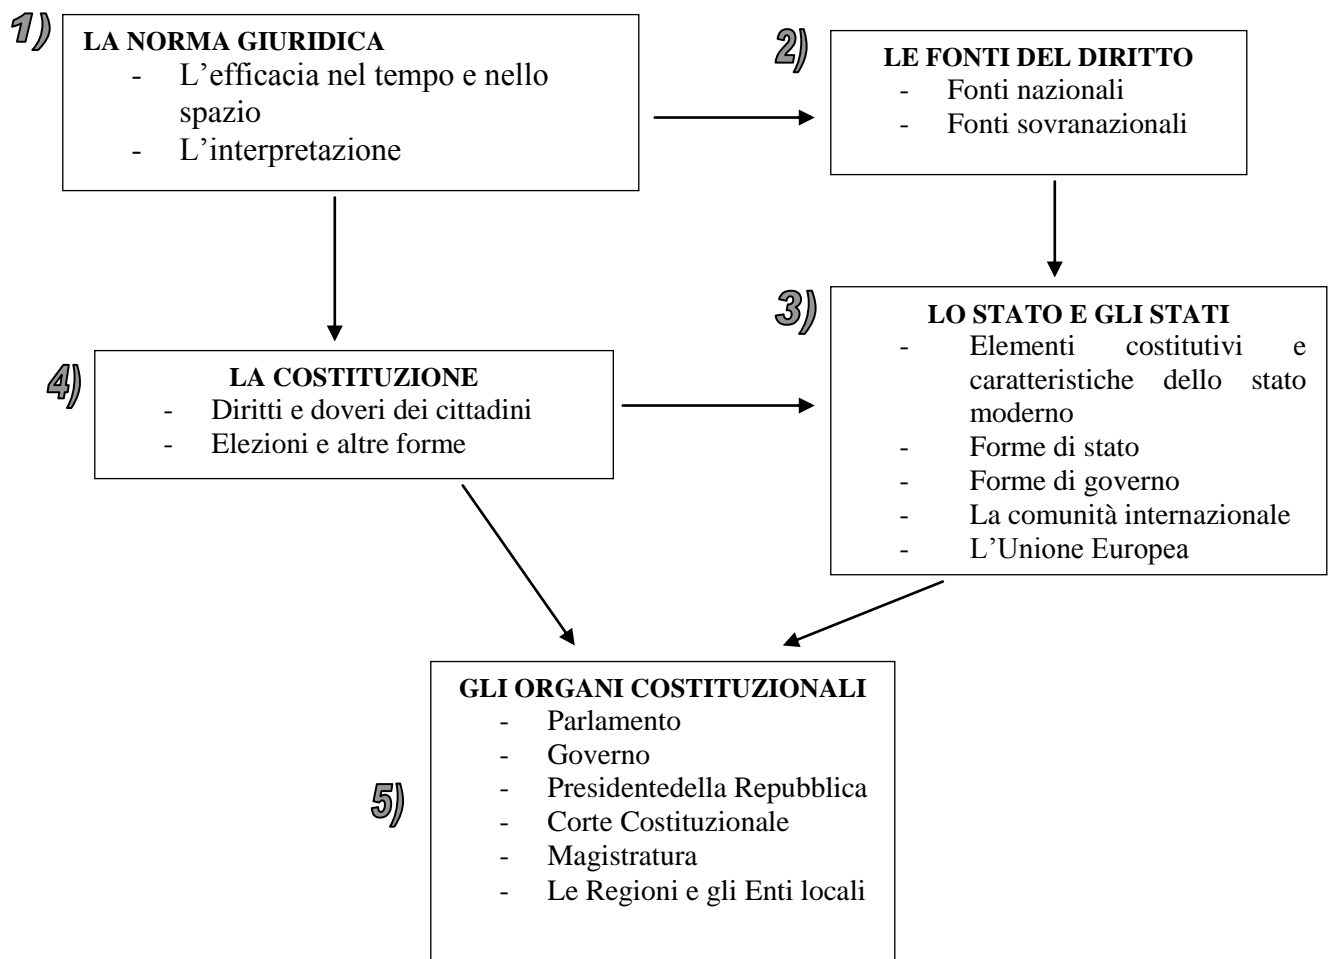 1)
LA NORMA GIURIDICA
- L’efficacia nel tempo e nello
spazio
- L’interpretazione
2)
LE FONTI DEL DIRITTO
- Fonti nazionali
- Fonti sovranazionali
3)
LO STATO E GLI STATI
- Elementi costitutivi e
caratteristiche dello stato
moderno
- Forme di stato
- Forme di governo
- La comunità internazionale
- L’Unione Europea
4)
LA COSTITUZIONE
- Diritti e doveri dei cittadini
- Elezioni e altre forme
5)
GLI ORGANI COSTITUZIONALI
- Parlamento
- Governo
- Presidentedella Repubblica
- Corte Costituzionale
- Magistratura
- Le Regioni e gli Enti locali